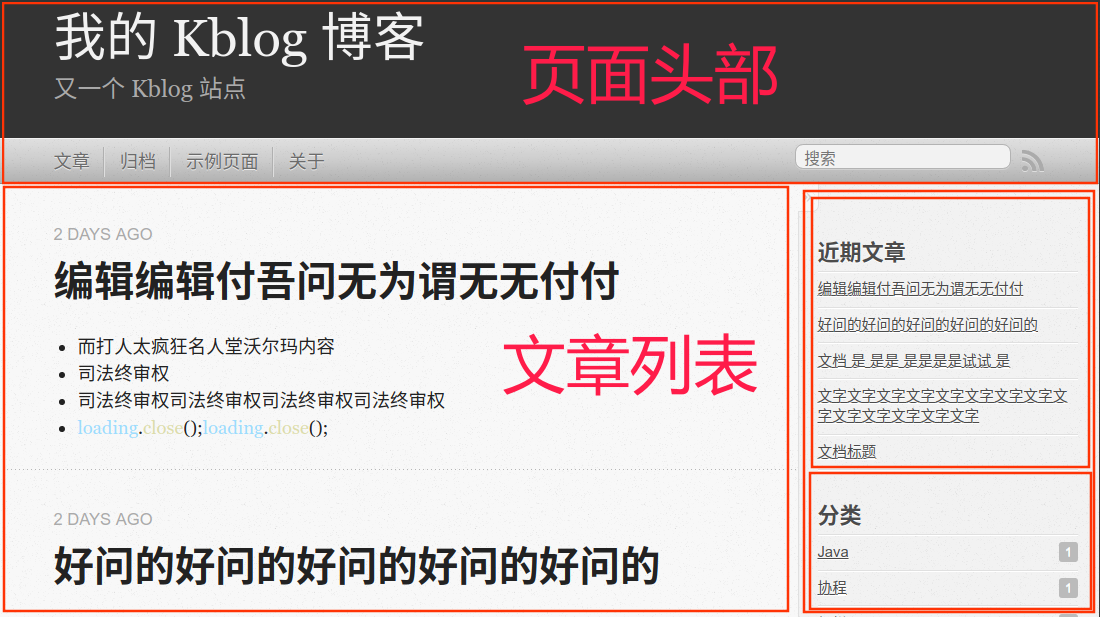 我的 Kblog 博客
又一个 Kblog 站点
页面头部
文章 归档 示例页面 关于 搜索
2 DAYS AGO
编辑编辑付吾问无为谓无无付付
而打人太疯狂名人堂沃尔玛内容
司法终审权
司法终审权司法终审权司法终审权司法终审权
loading.close();loading.close();
文章列表
2 DAYS AGO
好问的好问的好问的好问的好问的
近期文章
编辑编辑付吾问无为谓无无付付
好问的好问的好问的好问的好问的
文档 是 是是 是是是是试试 是
文字文字文字文字文字文字文字文字文
字文字文字文字文字文字
文档标题
分类
Java 1
协程 1